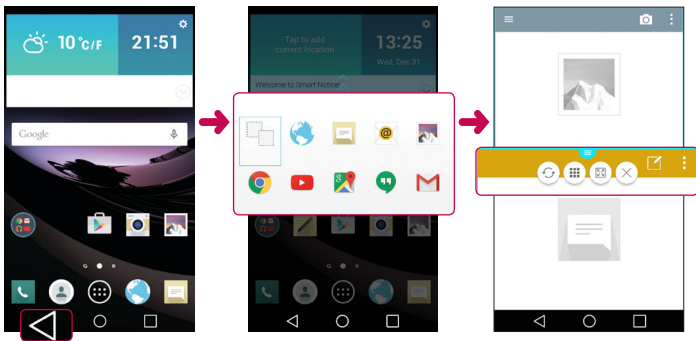 10°C/F 21:51
Google
G
Tap to add
current location
13:25
Wed, Dec 31
Welcome to Smart Notice!